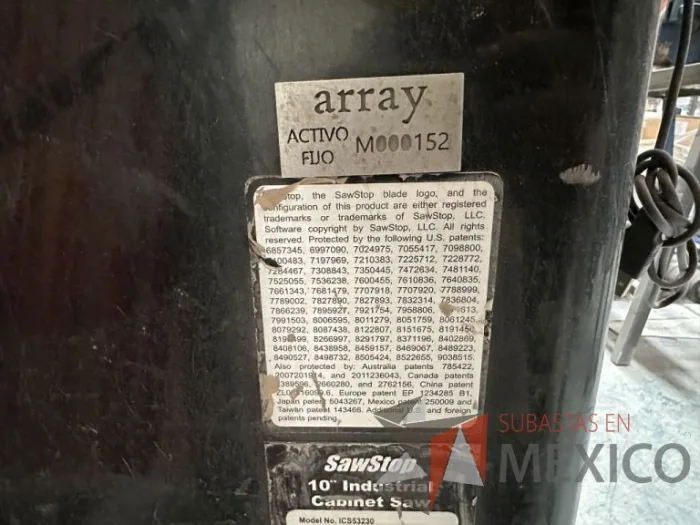 array
ACTIVO
FIJO
M000152
the SawStop blade logo, and the
configuration of this product are either registered
trademarks or trademarks of SawStop, LLC.
Software copyright by SawStop, LLC. All rights
reserved. Protected by the following U.S. patents:
6857345, 6997090, 7024975, 7055417, 7098800,
7197969, 7210383, 7225712, 7228772,
7284467, 7308843, 7350445, 7472634, 7481140,
7525055, 7536238, 7600455, 7610836, 7640835,
7661343, 7681479, 7707918, 7707920, 7788999,
7789002, 7827890, 7827893, 7832314, 7836804,
7866239, 7895927, 7921754, 7958806,
7991503, 8006595, 8011279, 8051759, 8061245,
8079292, 8087438, 8122807, 8151675, 8191450,
8266997, 8291797, 8371196, 8402869,
8408106, 8438958, 8459157, 8469067, 8489223,
8490527, 8498732, 8505424, 8522655, 9038515.
Also protected by: Australia patents 785422,
and 2011236043, Canada patents
and 2762156, China patent
Europe patent EP 1234285 B1,
Japan patent 5043267, Mexico patent 250009 and
Taiwan patent 143466. Additional U.S. and foreign
patents pending.
SawStop
10" Industrial
Cabinet Saw
Model No. ICS53230
SUBASTAS EN
MÉXICO